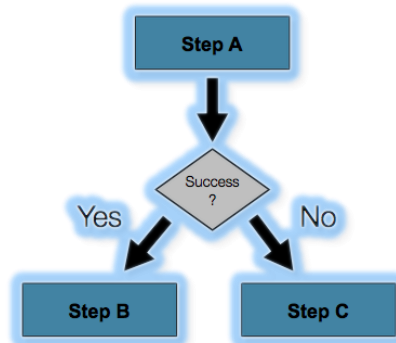 Step A
Success
?
Yes
No
Step B
Step C